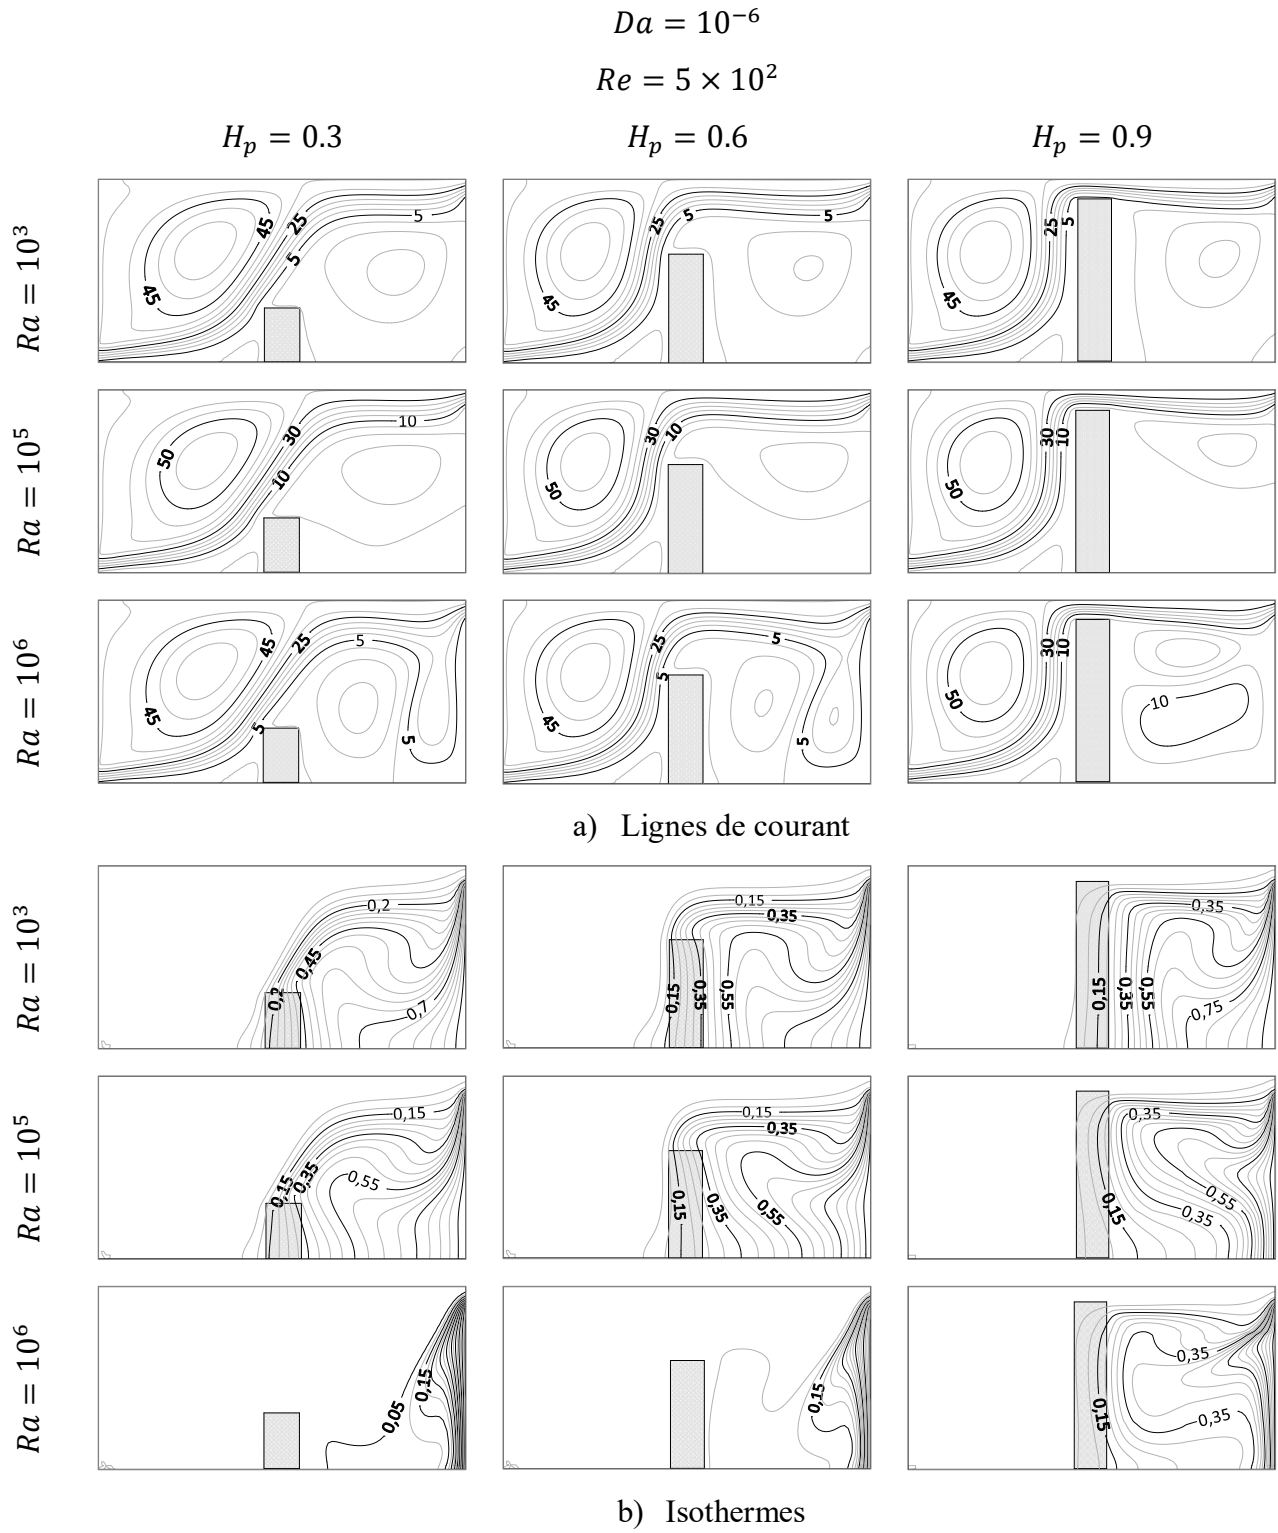 Da = 10⁻⁶
Re = 5 × 10²
H_p = 0.3 H_p = 0.6 H_p = 0.9
Ra = 10³
45 25 5 5 45
25 5 5 45
25 5 45
Ra = 10⁵
50 30 10 10
50 30 10
50 30 10
Ra = 10⁶
45 25 5 5 5 45
25 5 5 5 45
50 30 10 10
a) Lignes de courant
Ra = 10³
0,2 0,45 0,2 0,7
0,15 0,35 0,15 0,35 0,55
0,35 0,15 0,35 0,55 0,75
Ra = 10⁵
0,15 0,15 0,35 0,55
0,15 0,35 0,15 0,35 0,55
0,35 0,15 0,55 0,35
Ra = 10⁶
0,05 0,15
0,15
0,35 0,15 0,35
b) Isothermes